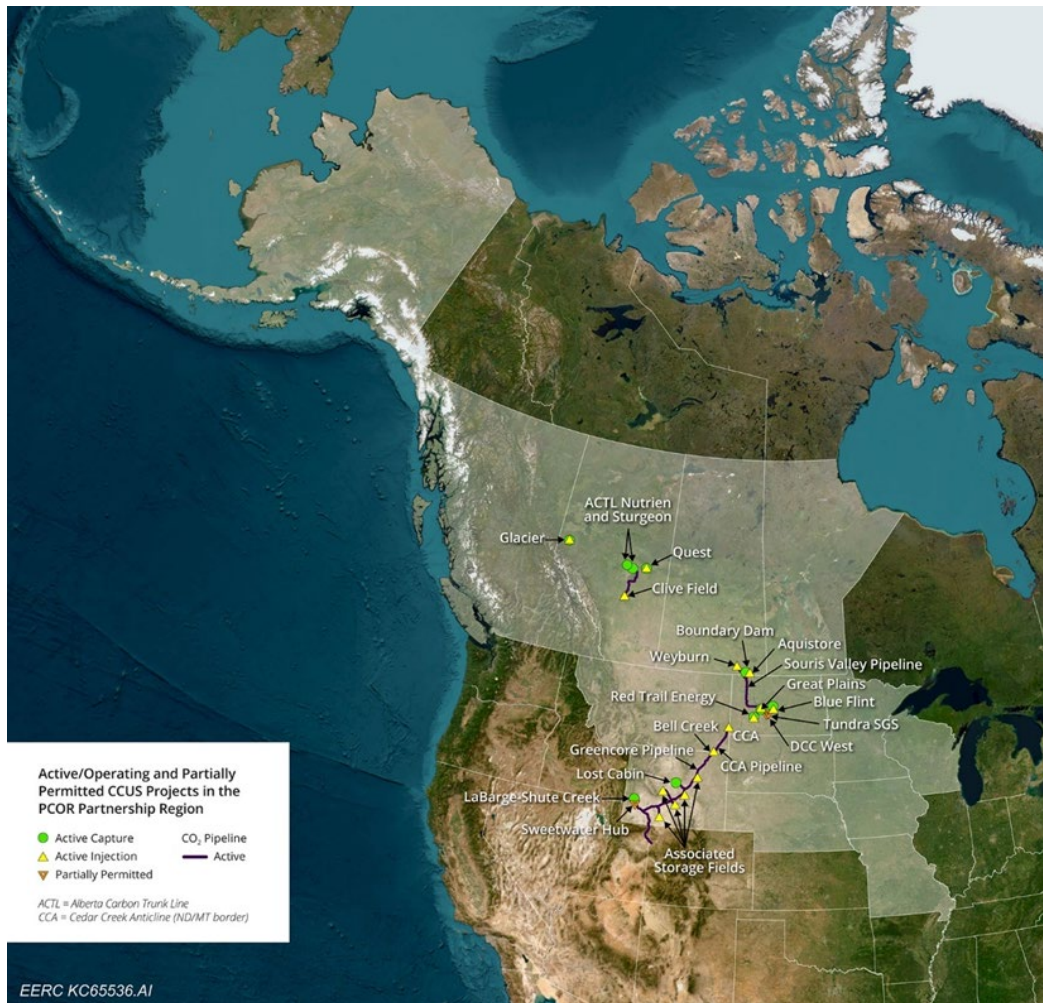 ACTL Nutrien
and Sturgeon
Glacier
Quest
Clive Field
Boundary Dam
Aquistore
Weyburn
Souris Valley Pipeline
Great Plains
Red Trail Energy
Blue Flint
Bell Creek
Tundra SGS
CCA
DCC West
Greencore Pipeline
CCA Pipeline
Lost Cabin
LaBarge-Shute Creek
Sweetwater Hub
Associated
Storage Fields
Active/Operating and Partially
Permitted CCUS Projects in the
PCOR Partnership Region
Active Capture
CO₂ Pipeline
Active Injection
Active
Partially Permitted
ACTL = Alberta Carbon Trunk Line
CCA = Cedar Creek Anticline (ND/MT border)
EERC KC65536.AI